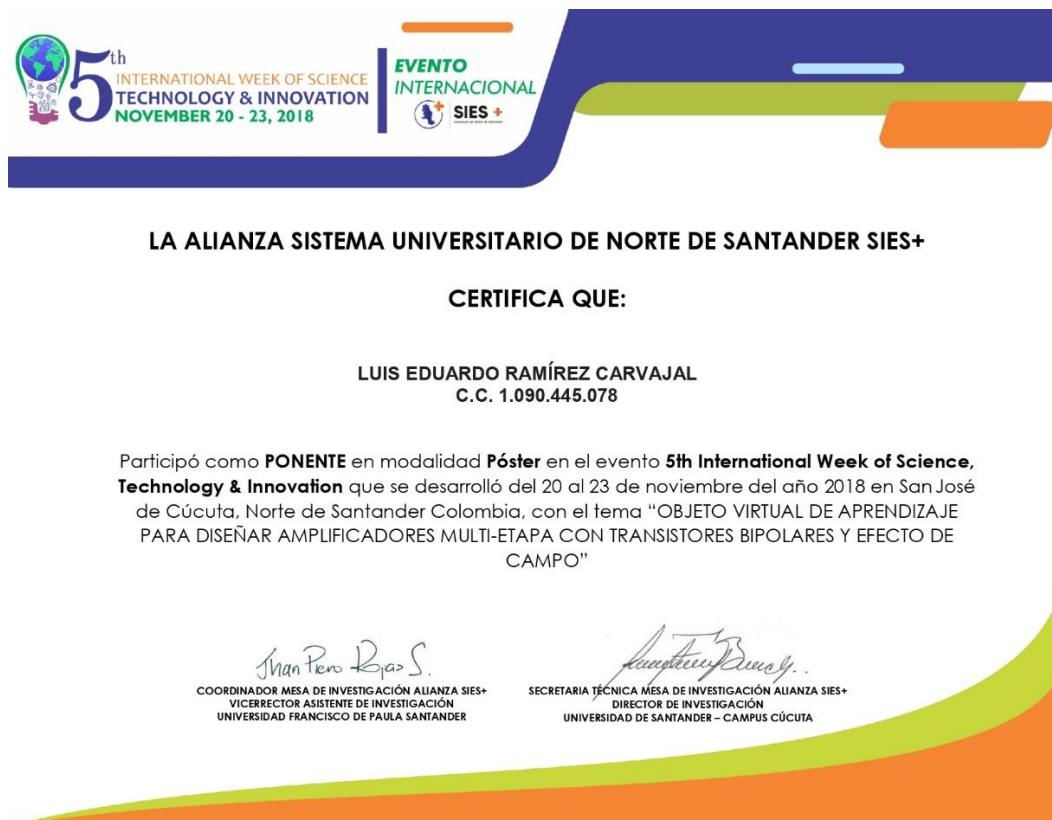 5th
INTERNATIONAL WEEK OF SCIENCE
TECHNOLOGY & INNOVATION
NOVEMBER 20 - 23, 2018
EVENTO
INTERNACIONAL
SIES +
LA ALIANZA SISTEMA UNIVERSITARIO DE NORTE DE SANTANDER SIES+
CERTIFICA QUE:
LUIS EDUARDO RAMÍREZ CARVAJAL
C.C. 1.090.445.078
Participó como PONENTE en modalidad Póster en el evento 5th International Week of Science,
Technology & Innovation que se desarrolló del 20 al 23 de noviembre del año 2018 en San José
de Cúcuta, Norte de Santander Colombia, con el tema “OBJETO VIRTUAL DE APRENDIZAJE
PARA DISEÑAR AMPLIFICADORES MULTI-ETAPA CON TRANSISTORES BIPOLARES Y EFECTO DE
CAMPO”
Jhan Piero Rojas S.
COORDINADOR MESA DE INVESTIGACIÓN ALIANZA SIES+
VICERRECTOR ASISTENTE DE INVESTIGACIÓN
UNIVERSIDAD FRANCISCO DE PAULA SANTANDER
SECRETARIA TÉCNICA MESA DE INVESTIGACIÓN ALIANZA SIES+
DIRECTOR DE INVESTIGACIÓN
UNIVERSIDAD DE SANTANDER – CAMPUS CÚCUTA